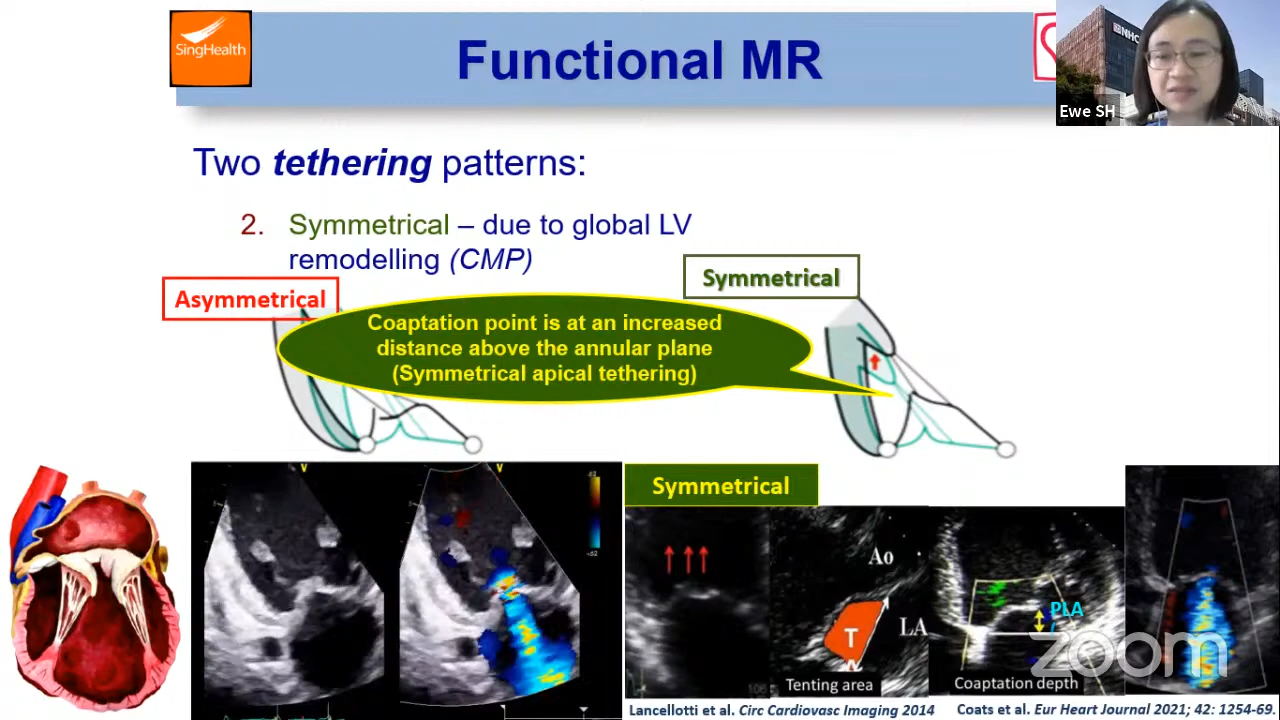 SingHealth
Functional MR
NHC
Ewe SH
Two tethering patterns:
2. Symmetrical – due to global LV
remodelling (CMP)
Asymmetrical
Symmetrical
Coaptation point is at an increased
distance above the annular plane
(Symmetrical apical tethering)
V
V
Symmetrical
Ao
LA
T
PLA
Tenting area
Coaptation depth
zoom
Lancellotti et al. Circ Cardiovasc Imaging 2014
Coats et al. Eur Heart Journal 2021; 42: 1254-69.